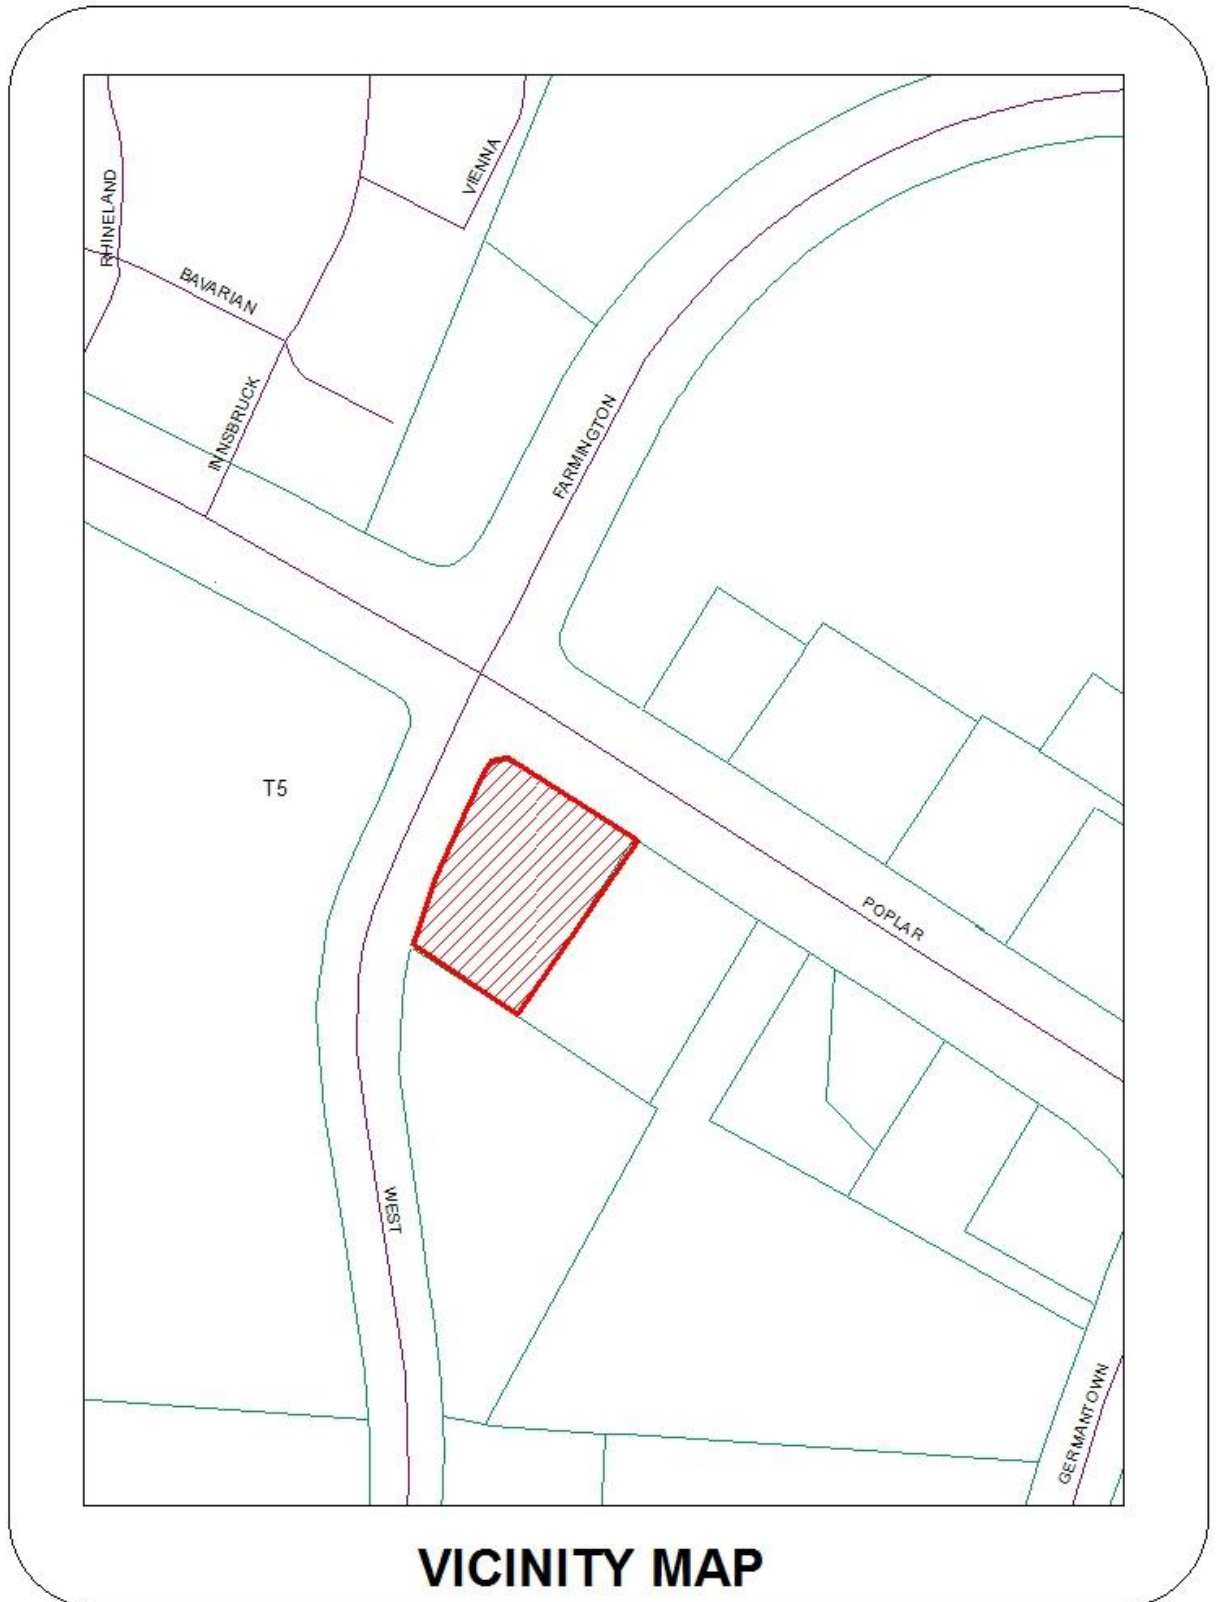 VIENNA
RHINELAND
BAVARIAN
INNSBRUCK
FARMINGTON
T5
POPLAR
WEST
GERMANTOWN
VICINITY MAP